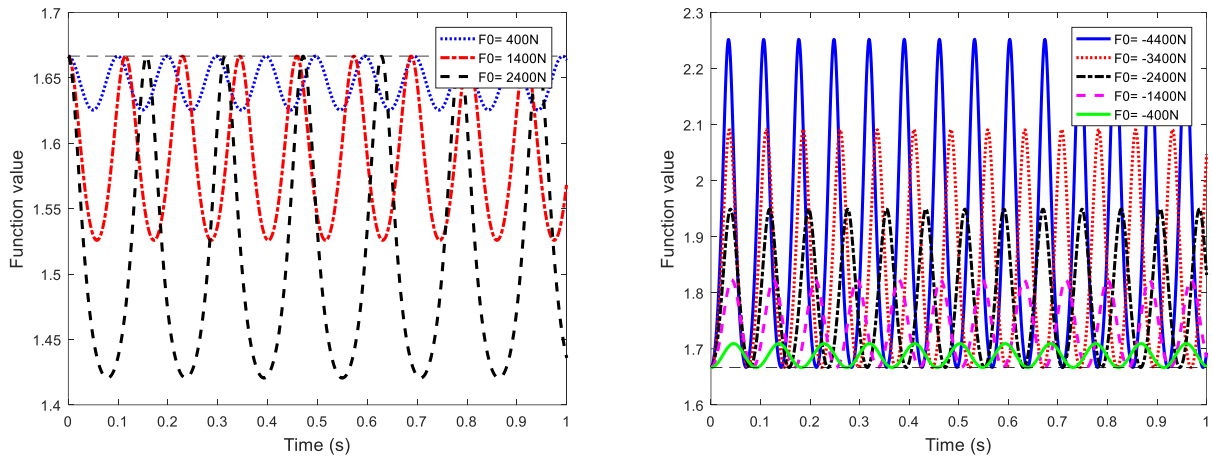 1.7
1.65
1.6
1.55
1.5
1.45
1.4
Function value
0 0.1 0.2 0.3 0.4 0.5 0.6 0.7 0.8 0.9 1
Time (s)
F0= 400N
F0= 1400N
F0= 2400N
2.3
2.2
2.1
2
1.9
1.8
1.7
1.6
Function value
0 0.1 0.2 0.3 0.4 0.5 0.6 0.7 0.8 0.9 1
Time (s)
F0= -4400N
F0= -3400N
F0= -2400N
F0= -1400N
F0= -400N